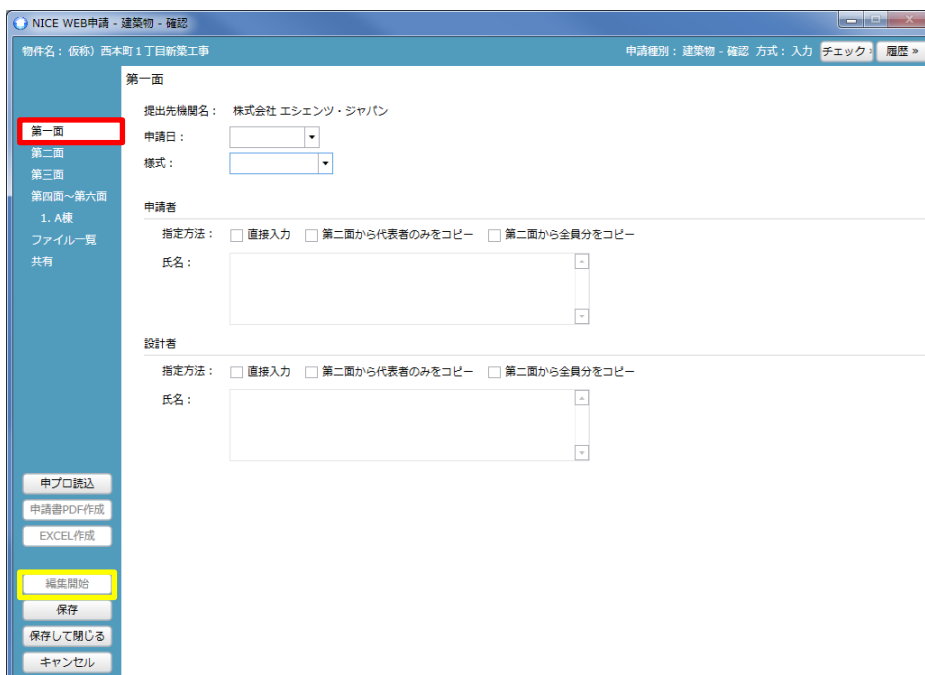 NICE WEB申請 - 建築物 - 確認
物件名：仮称）西本町１丁目新築工事
申請種別：建築物 - 確認 方式：入力 チェック» 履歴 »
第一面
第二面
第三面
第四面～第六面
1. A棟
ファイル一覧
共有
申プロ読込
申請書PDF作成
EXCEL作成
編集開始
保存
保存して閉じる
キャンセル
第一面
提出先機関名： 株式会社 エシェンツ・ジャパン
申請日：
様式：
申請者
指定方法： 直接入力 第二面から代表者のみをコピー 第二面から全員分をコピー
氏名：
設計者
指定方法： 直接入力 第二面から代表者のみをコピー 第二面から全員分をコピー
氏名：